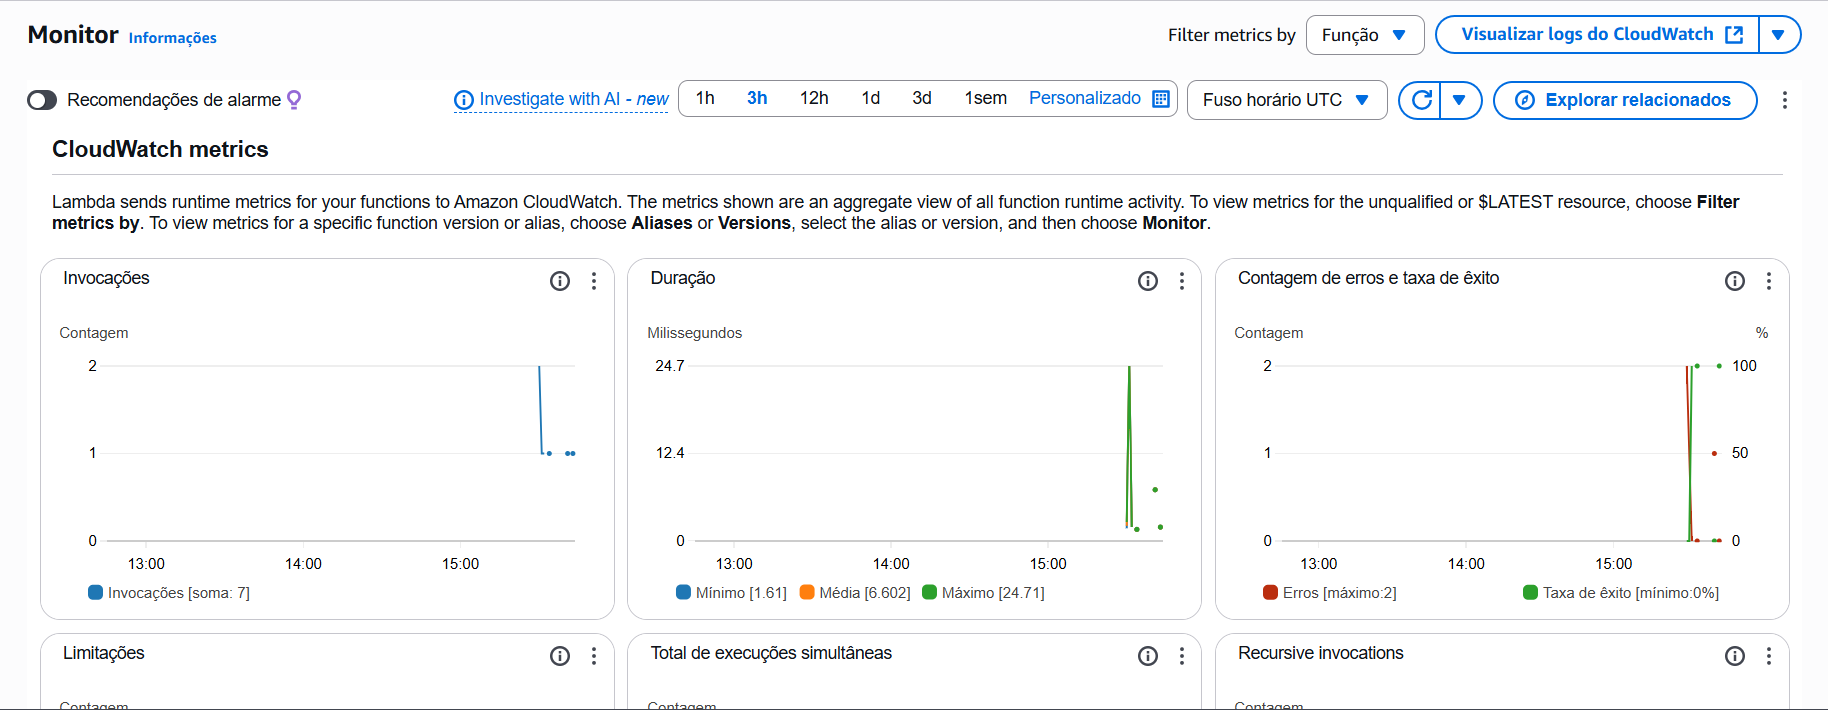 Monitor Informações
Filter metrics by Função Visualizar logs do CloudWatch
Recomendações de alarme Investigate with AI - new 1h 3h 12h 1d 3d 1sem Personalizado Fuso horário UTC Explorar relacionados
CloudWatch metrics
Lambda sends runtime metrics for your functions to Amazon CloudWatch. The metrics shown are an aggregate view of all function runtime activity. To view metrics for the unqualified or $LATEST resource, choose Filter
metrics by. To view metrics for a specific function version or alias, choose Aliases or Versions, select the alias or version, and then choose Monitor.
Invocações
Contagem
2
1
0
13:00 14:00 15:00
Invocações [soma: 7]
Duração
Milissegundos
24.7
12.4
0
13:00 14:00 15:00
Mínimo [1.61] Média [6.602] Máximo [24.71]
Contagem de erros e taxa de êxito
Contagem %
2 100
1 50
0 0
13:00 14:00 15:00
Erros [máximo:2] Taxa de êxito [mínimo:0%]
Limitações
Contagem
Total de execuções simultâneas
Contagem
Recursive invocations
Contagem